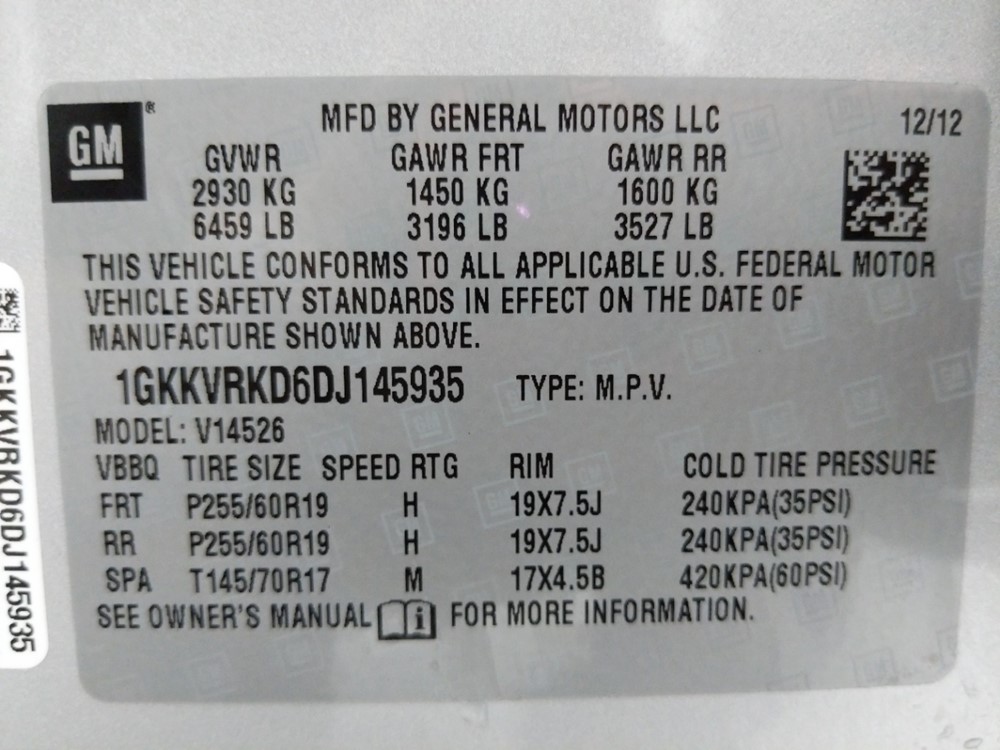 GM ®
MFD BY GENERAL MOTORS LLC 12/12
GVWR GAWR FRT GAWR RR
2930 KG 1450 KG 1600 KG
6459 LB 3196 LB 3527 LB
THIS VEHICLE CONFORMS TO ALL APPLICABLE U.S. FEDERAL MOTOR
VEHICLE SAFETY STANDARDS IN EFFECT ON THE DATE OF
MANUFACTURE SHOWN ABOVE.
1GKKVRKD6DJ145935 TYPE: M.P.V.
MODEL: V14526
VBBQ TIRE SIZE SPEED RTG RIM COLD TIRE PRESSURE
FRT P255/60R19 H 19X7.5J 240KPA(35PSI)
RR P255/60R19 H 19X7.5J 240KPA(35PSI)
SPA T145/70R17 M 17X4.5B 420KPA(60PSI)
SEE OWNER'S MANUAL i FOR MORE INFORMATION.
1GKKVRKD6DJ145935